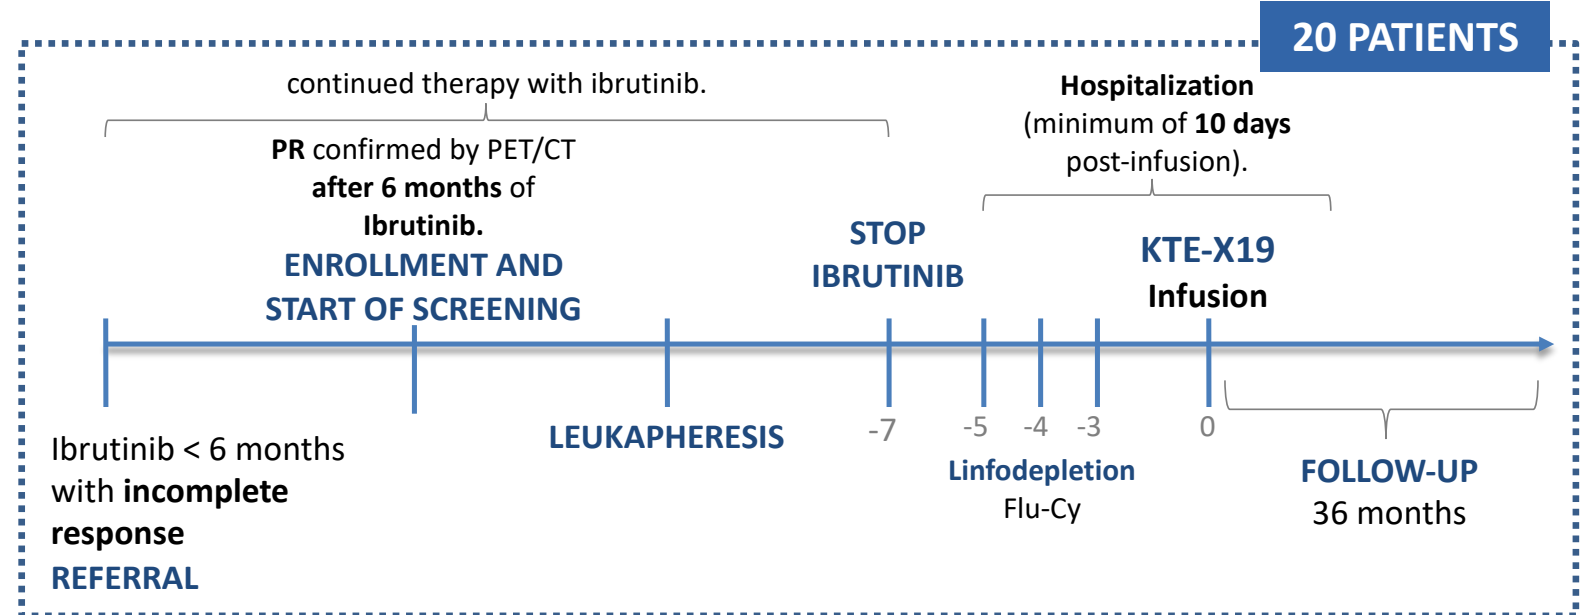 20 PATIENTS
continued therapy with ibrutinib.
PR confirmed by PET/CT
after 6 months of
Ibrutinib.
ENROLLMENT AND
START OF SCREENING
STOP
IBRUTINIB
Hospitalization
(minimum of 10 days
post-infusion).
KTE-X19
Infusion
Ibrutinib < 6 months
with incomplete
response
REFERRAL
LEUKAPHERESIS
-7
-5
-4
-3
0
Linfodepletion
Flu-Cy
FOLLOW-UP
36 months